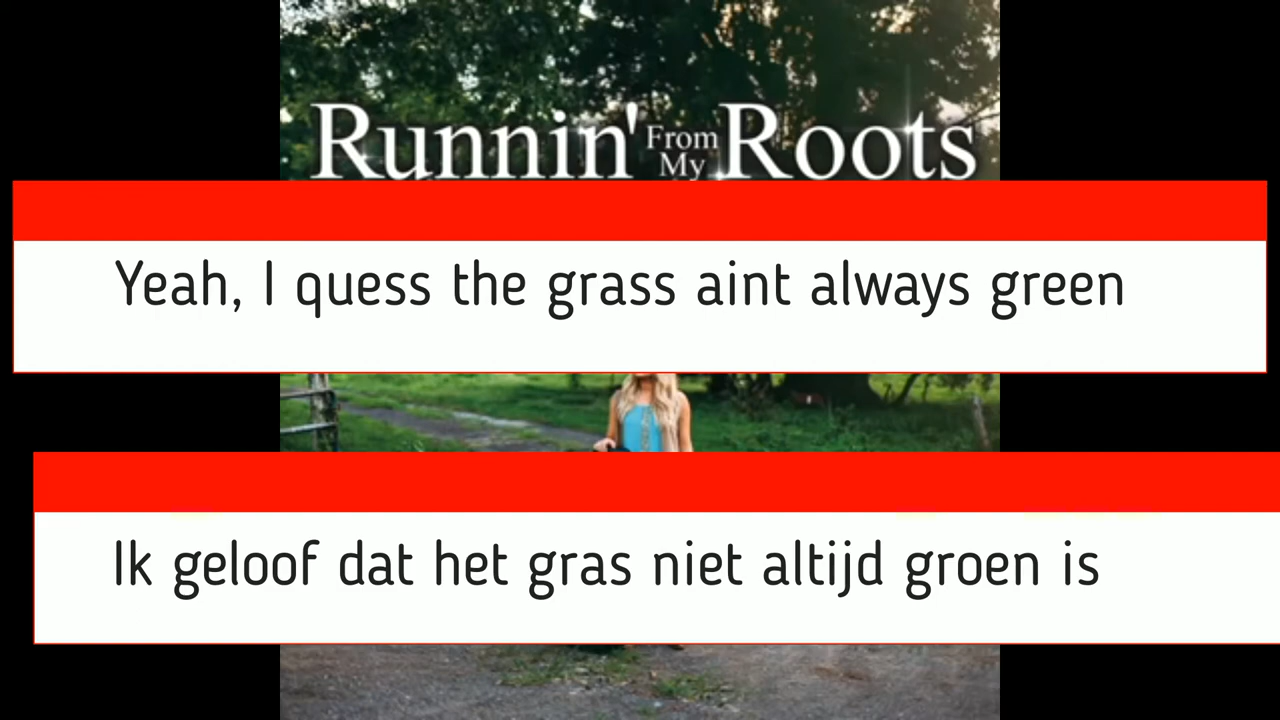 Runnin' From My Roots
Yeah, I quess the grass aint always green
Ik geloof dat het gras niet altijd groen is